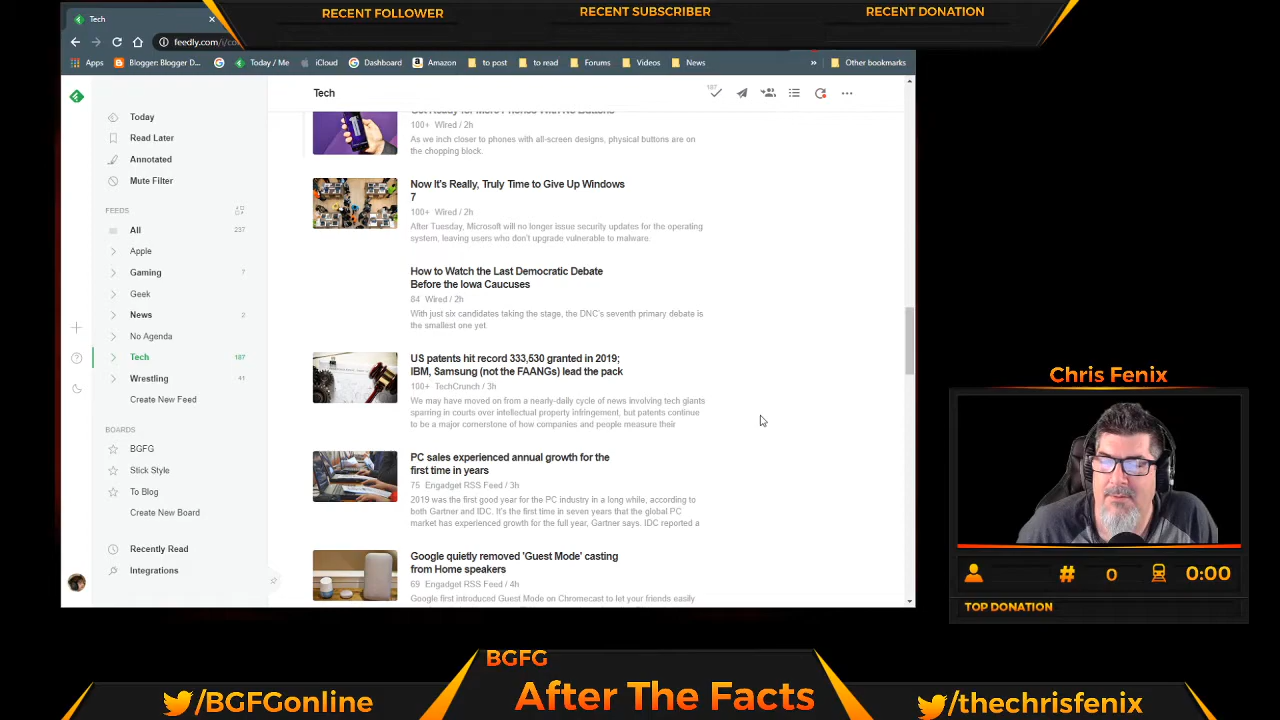 RECENT FOLLOWER
RECENT SUBSCRIBER
RECENT DONATION
Tech
feedly.com/i/co
Apps
Blogger: Blogger D...
Today / Me
iCloud
Dashboard
Amazon
to post
to read
Forums
Videos
News
»
Other bookmarks
Tech
187
Today
Read Later
Annotated
Mute Filter
FEEDS
All 237
Apple
Gaming 7
Geek
News 2
No Agenda
Tech 187
Wrestling 41
Create New Feed
BOARDS
BGFG
Stick Style
To Blog
Create New Board
Recently Read
Integrations
Get Ready for More Phones With No Buttons
100+ Wired / 2h
As we inch closer to phones with all-screen designs, physical buttons are on
the chopping block.
Now It's Really, Truly Time to Give Up Windows
7
100+ Wired / 2h
After Tuesday, Microsoft will no longer issue security updates for the operating
system, leaving users who don't upgrade vulnerable to malware.
How to Watch the Last Democratic Debate
Before the Iowa Caucuses
84 Wired / 2h
With just six candidates taking the stage, the DNC's seventh primary debate is
the smallest one yet
US patents hit record 333,530 granted in 2019;
IBM, Samsung (not the FAANGs) lead the pack
100+ TechCrunch / 3h
We may have moved on from a nearly-daily cycle of news involving tech giants
sparring in courts over intellectual property infringement, but patents continue
to be a major cornerstone of how companies and people measure their
PC sales experienced annual growth for the
first time in years
75 Engadget RSS Feed / 3h
2019 was the first good year for the PC industry in a long while, according to
both Gartner and IDC. It's the first time in seven years that the global PC
market has experienced growth for the full year, Gartner says. IDC reported a
Google quietly removed 'Guest Mode' casting
from Home speakers
69 Engadget RSS Feed / 4h
Google first introduced Guest Mode on Chromecast to let your friends easily
Chris Fenix
# 0 0:00
TOP DONATION
BGFG
After The Facts
/BGFGonline
/thechrisfenix